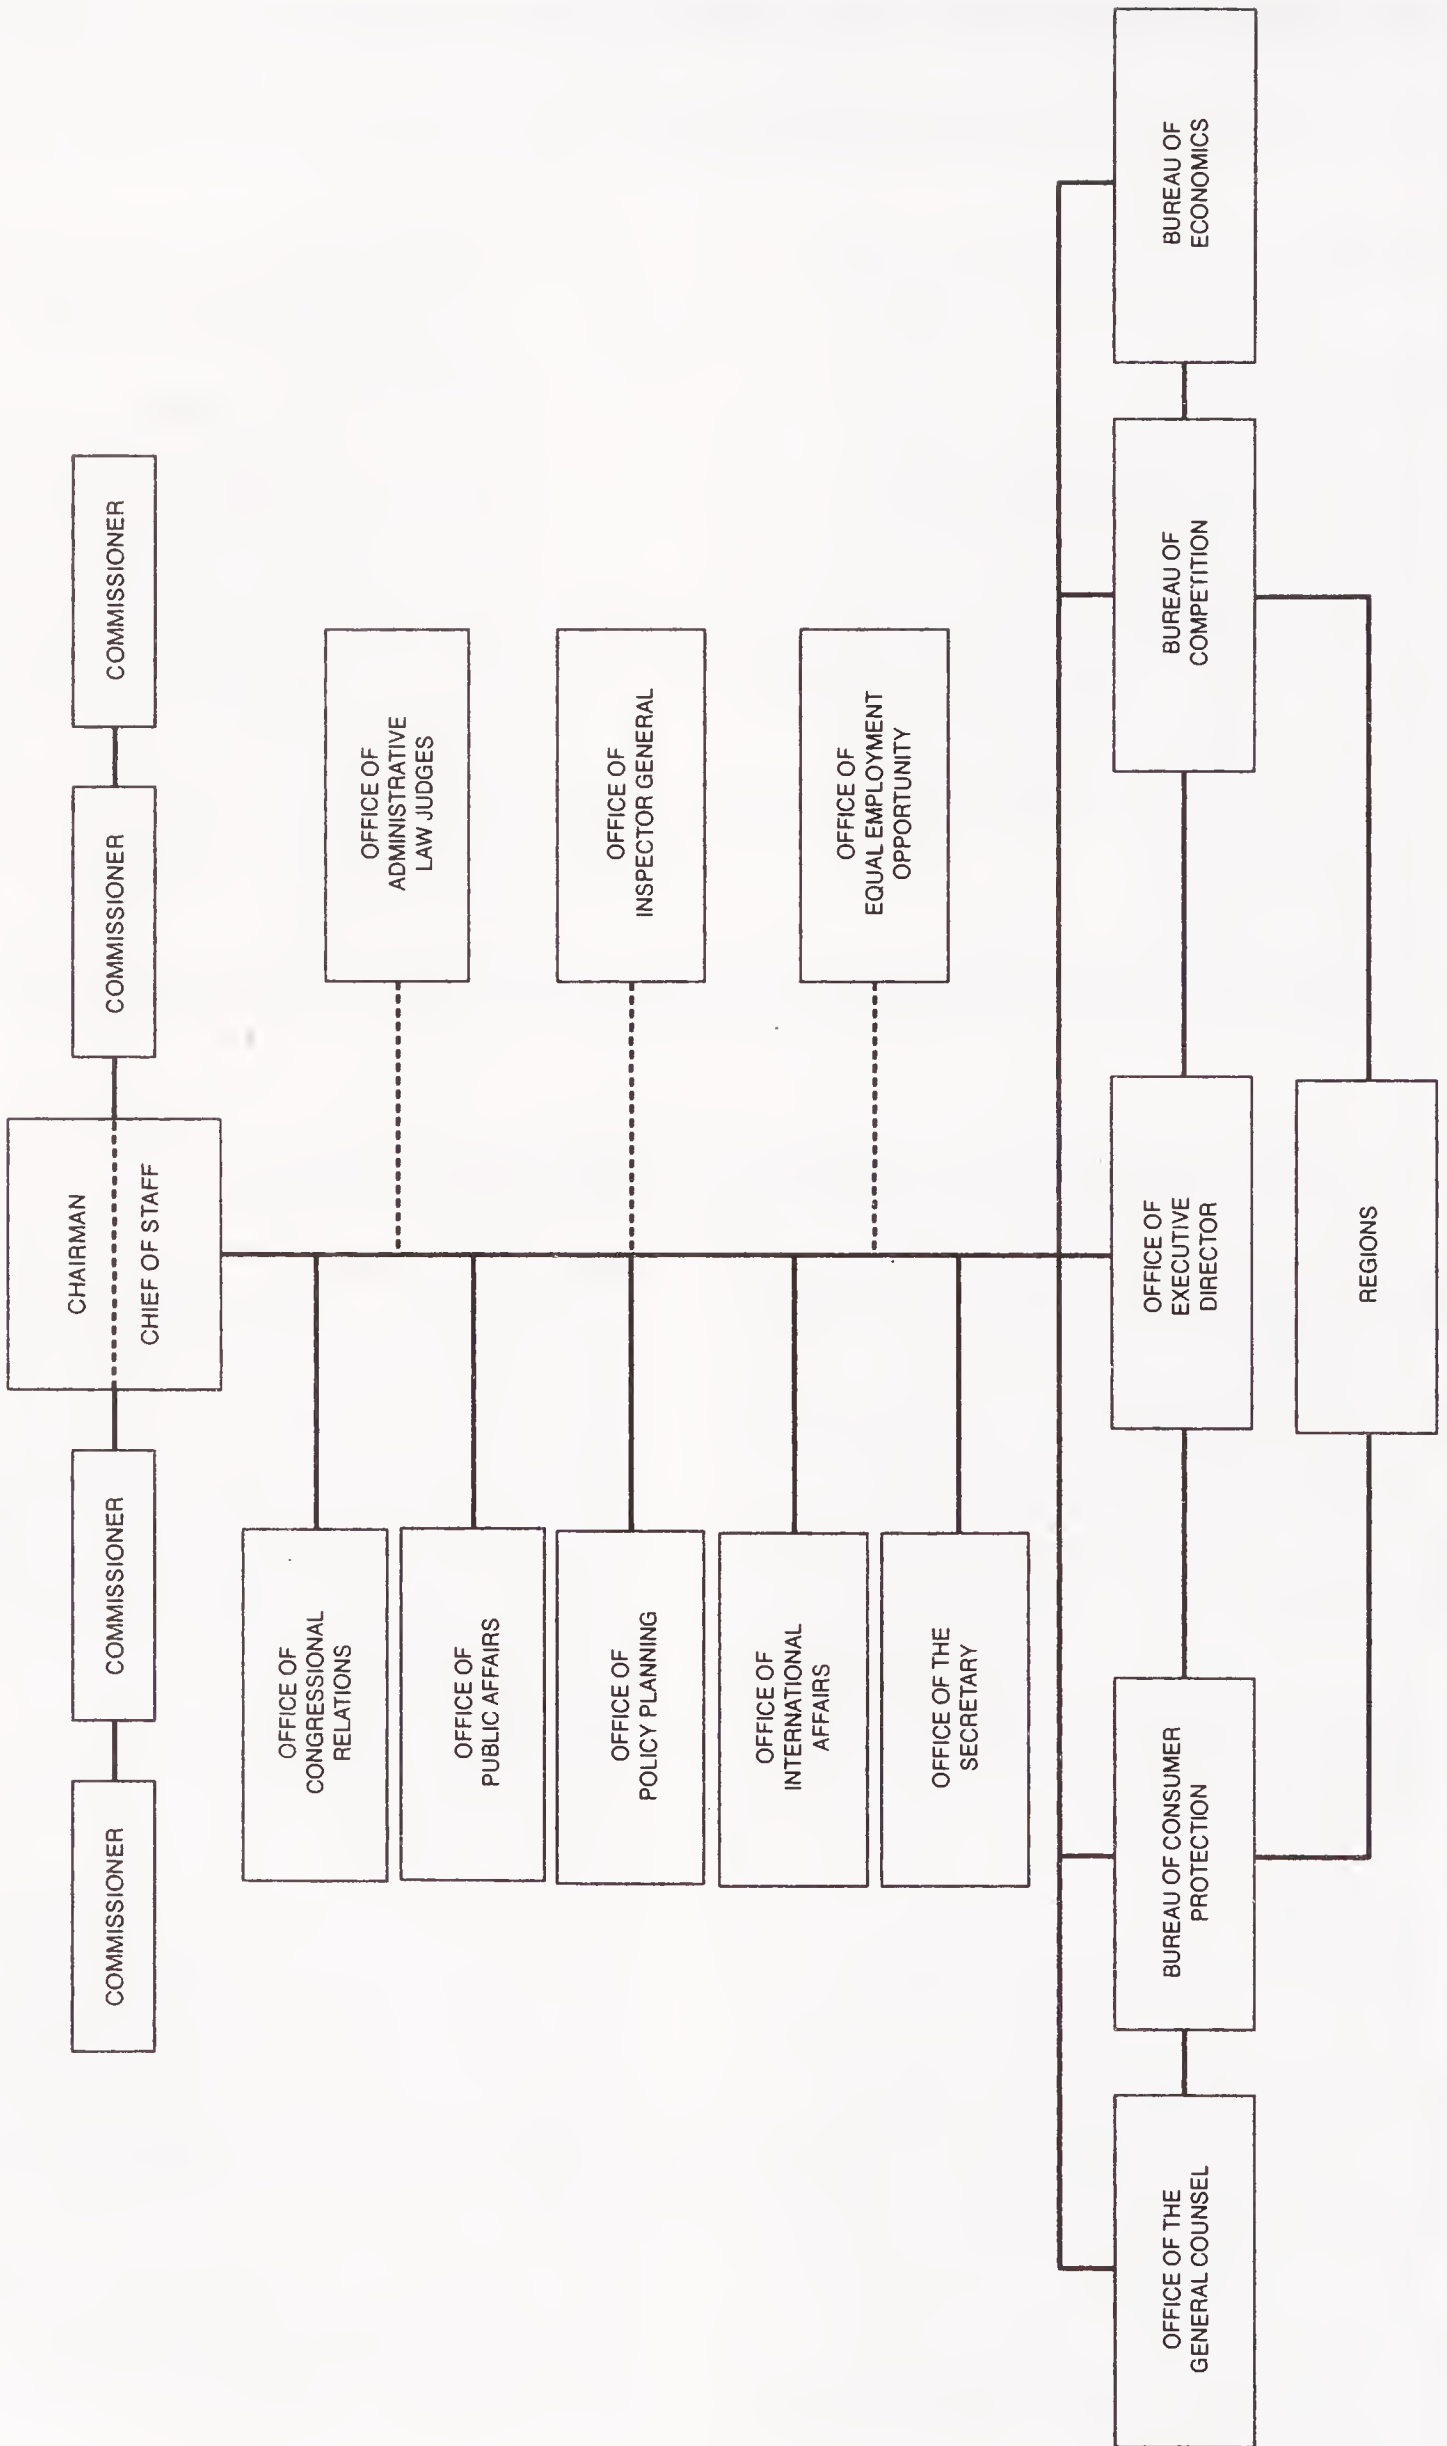 COMMISSIONER
COMMISSIONER
CHAIRMAN
CHIEF OF STAFF
COMMISSIONER
COMMISSIONER
OFFICE OF
CONGRESSIONAL
RELATIONS
OFFICE OF
PUBLIC AFFAIRS
OFFICE OF
POLICY PLANNING
OFFICE OF
INTERNATIONAL
AFFAIRS
OFFICE OF THE
SECRETARY
OFFICE OF
ADMINISTRATIVE
LAW JUDGES
OFFICE OF
INSPECTOR GENERAL
OFFICE OF
EQUAL EMPLOYMENT
OPPORTUNITY
OFFICE OF THE
GENERAL COUNSEL
BUREAU OF CONSUMER
PROTECTION
OFFICE OF
EXECUTIVE
DIRECTOR
BUREAU OF
COMPETITION
BUREAU OF
ECONOMICS
REGIONS